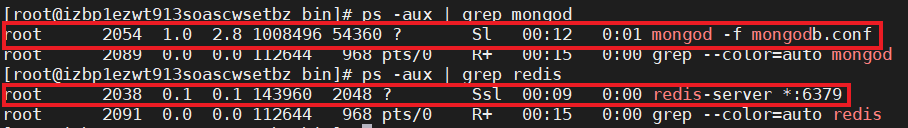 [root@izbp1ezwt913soascwsetbz bin]# ps -aux | grep mongod
root      2054  1.0  2.8 1008496 54360 ?       Sl   00:12   0:01 mongod -f mongodb.conf
root      2089  0.0  0.0 112644   968 pts/0    R+   00:15   0:00 grep --color=auto mongod
[root@izbp1ezwt913soascwsetbz bin]# ps -aux | grep redis
root      2038  0.1  0.1 143960  2048 ?        Ssl  00:09   0:00 redis-server *:6379
root      2091  0.0  0.0 112644   968 pts/0    R+   00:15   0:00 grep --color=auto redis